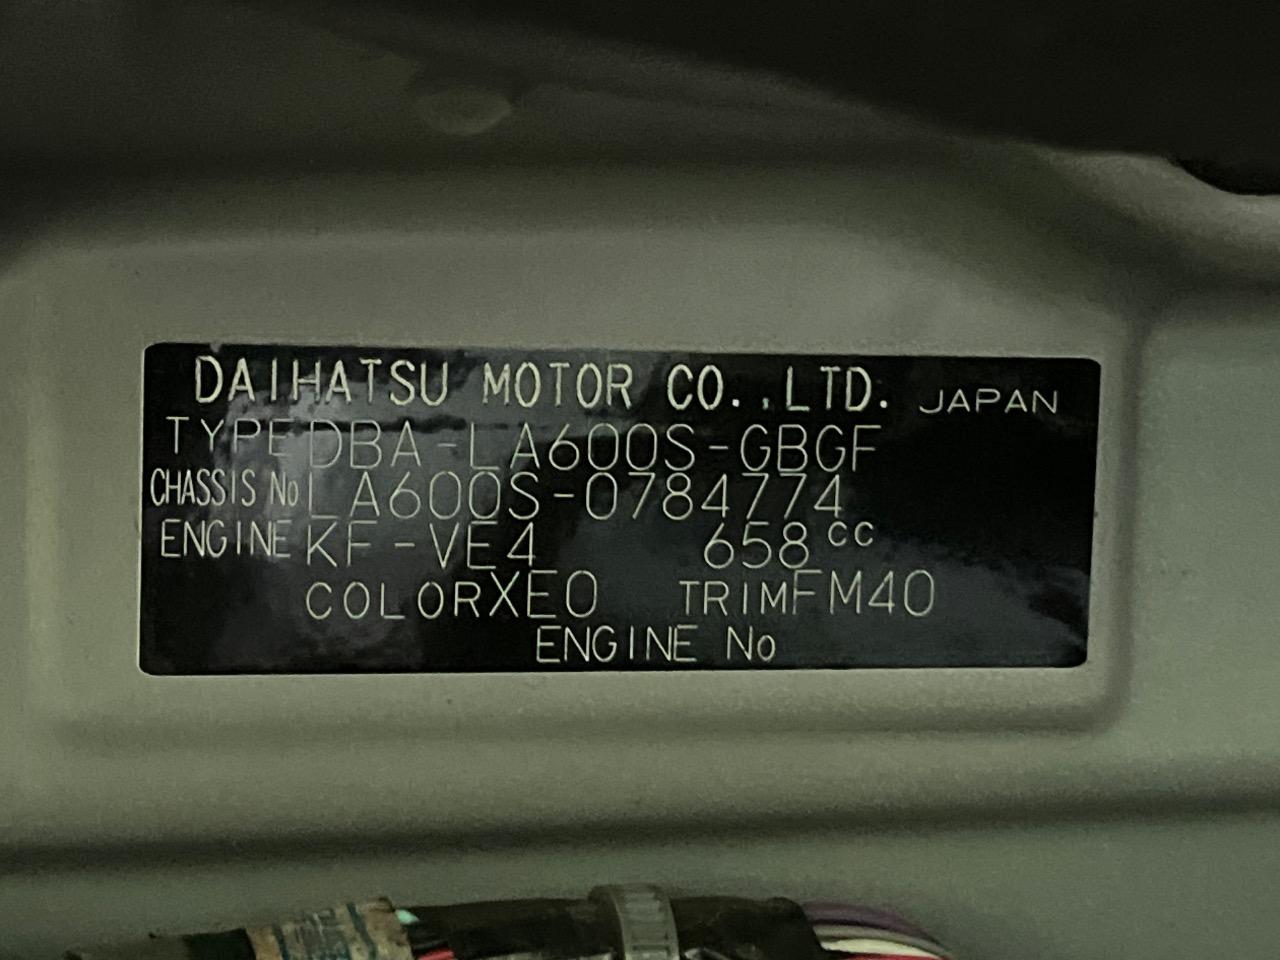 DAIHATSU MOTOR CO.,LTD. JAPAN
TYPE DBA-LA600S-GBGF
CHASSIS No LA600S-0784774
ENGINE KF-VE4 658cc
COLOR XE0 TRIM FM40
ENGINE No